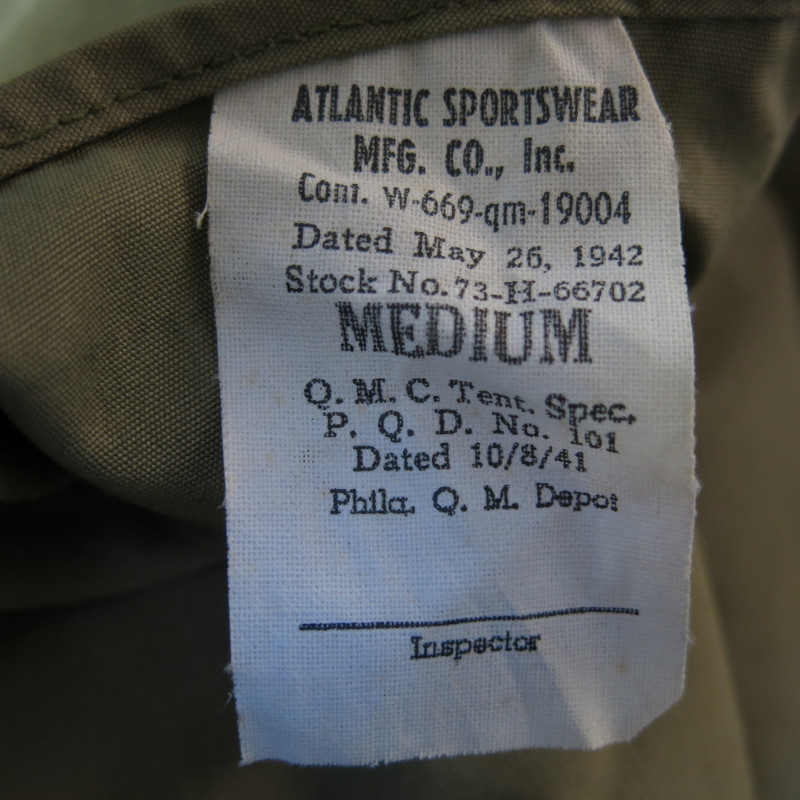 ATLANTIC SPORTSWEAR
MFG. CO., Inc.
Cont. W-669-qm-19004
Dated May 26, 1942
Stock No. 73-H-66702
MEDIUM
Q. M. C. Tent. Spec.
P. Q. D. No. 101
Dated 10/8/41
Phila. Q. M. Depot
Inspector